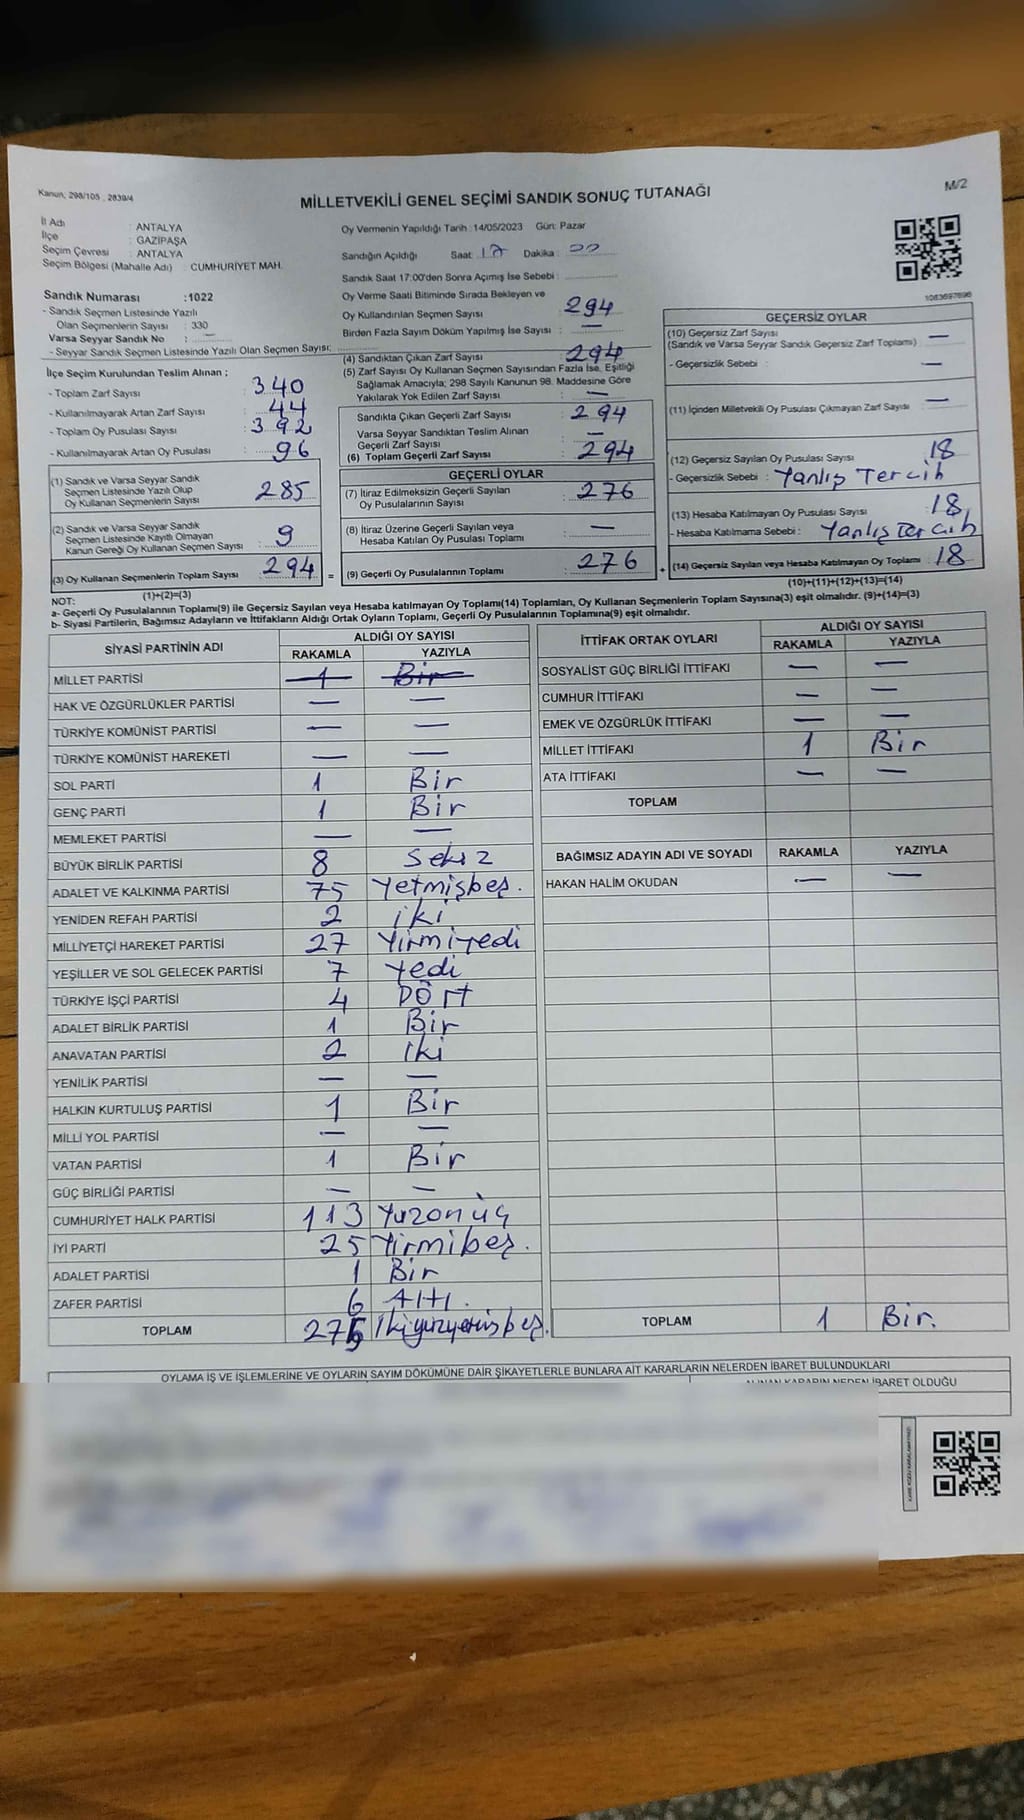 Kanun, 298/105 , 2839/4
MİLLETVEKİLİ GENEL SEÇİMİ SANDIK SONUÇ TUTANAĞI
M/2
İl Adı : ANTALYA
İlçe : GAZİPAŞA
Seçim Çevresi : ANTALYA
Seçim Bölgesi (Mahalle Adı) : CUMHURİYET MAH.
Sandık Numarası :1022
- Sandık Seçmen Listesinde Yazılı
Olan Seçmenlerin Sayısı : 330
Varsa Seyyar Sandık No : —
- Seyyar Sandık Seçmen Listesinde Yazılı Olan Seçmen Sayısı:
İlçe Seçim Kurulundan Teslim Alınan ;
- Toplam Zarf Sayısı : 340
- Kullanılmayarak Artan Zarf Sayısı : 44
- Toplam Oy Pusulası Sayısı : 392
- Kullanılmayarak Artan Oy Pusulası : 96
(1) Sandık ve Varsa Seyyar Sandık
Seçmen Listesinde Yazılı Olup
Oy Kullanan Seçmenlerin Sayısı : 285
(2) Sandık ve Varsa Seyyar Sandık
Seçmen Listesinde Kayıtlı Olmayan
Kanun Gereği Oy Kullanan Seçmen Sayısı : 9
(3) Oy Kullanan Seçmenlerin Toplam Sayısı : 294 =
(1)+(2)=(3)
Oy Vermenin Yapıldığı Tarih :14/05/2023 Gün: Pazar
Sandığın Açıldığı Saat: 17 Dakika :
Sandık Saat 17:00'den Sonra Açımış İse Sebebi :
Oy Verme Saati Bitiminde Sırada Bekleyen ve
Oy Kullandırılan Seçmen Sayısı : 294
Birden Fazla Sayım Döküm Yapılmış İse Sayısı : —
(4) Sandıktan Çıkan Zarf Sayısı : 294
(5) Zarf Sayısı Oy Kullanan Seçmen Sayısından Fazla İse, Eşitliği
Sağlamak Amacıyla; 298 Sayılı Kanunun 98. Maddesine Göre
Yakılarak Yok Edilen Zarf Sayısı : —
Sandıkta Çıkan Geçerli Zarf Sayısı : 294
Varsa Seyyar Sandıktan Teslim Alınan
Geçerli Zarf Sayısı : —
(6) Toplam Geçerli Zarf Sayısı : 294
GEÇERLİ OYLAR
(7) İtiraz Edilmeksizin Geçerli Sayılan
Oy Pusulalarının Sayısı : 276
(8) İtiraz Üzerine Geçerli Sayılan veya
Hesaba Katılan Oy Pusulası Toplamı : —
(9) Geçerli Oy Pusulalarının Toplamı : 276 +
1083697696
GEÇERSİZ OYLAR
(10) Geçersiz Zarf Sayısı : —
(Sandık ve Varsa Seyyar Sandık Geçersiz Zarf Toplamı)
- Geçersizlik Sebebi : —
(11) İçinden Milletvekili Oy Pusulası Çıkmayan Zarf Sayısı : —
(12) Geçersiz Sayılan Oy Pusulası Sayısı : 18
- Geçersizlik Sebebi : Yanlış Tercih
(13) Hesaba Katılmayan Oy Pusulası Sayısı : 18
- Hesaba Katılmama Sebebi : Yanlış Tercih
(14) Geçersiz Sayılan veya Hesaba Katılmayan Oy Toplamı : 18
(10)+(11)+(12)+(13)=(14)
NOT:
a- Geçerli Oy Pusulalarının Toplamı(9) ile Geçersiz Sayılan veya Hesaba katılmayan Oy Toplamı(14) Toplamları, Oy Kullanan Seçmenlerin Toplam Sayısına(3) eşit olmalıdır. (9)+(14)=(3)
b- Siyasi Partilerin, Bağımsız Adayların ve İttifakların Aldığı Ortak Oyların Toplamı, Geçerli Oy Pusulalarının Toplamına(9) eşit olmalıdır.
SİYASİ PARTİNİN ADI ALDIĞI OY SAYISI
RAKAMLA YAZIYLA
MİLLET PARTİSİ 1 Bir
HAK VE ÖZGÜRLÜKLER PARTİSİ — —
TÜRKİYE KOMÜNİST PARTİSİ — —
TÜRKİYE KOMÜNİST HAREKETİ — —
SOL PARTİ 1 Bir
GENÇ PARTİ 1 Bir
MEMLEKET PARTİSİ — —
BÜYÜK BİRLİK PARTİSİ 8 Sekiz
ADALET VE KALKINMA PARTİSİ 75 Yetmişbeş.
YENİDEN REFAH PARTİSİ 2 iki
MİLLİYETÇİ HAREKET PARTİSİ 27 Yirmiyedi
YEŞİLLER VE SOL GELECEK PARTİSİ 7 Yedi
TÜRKİYE İŞÇİ PARTİSİ 4 DÖrt
ADALET BİRLİK PARTİSİ 1 Bir
ANAVATAN PARTİSİ 2 iki
YENİLİK PARTİSİ — —
HALKIN KURTULUŞ PARTİSİ 1 Bir
MİLLİ YOL PARTİSİ — —
VATAN PARTİSİ 1 Bir
GÜÇ BİRLİĞİ PARTİSİ — —
CUMHURİYET HALK PARTİSİ 113 Yuzonüç
İYİ PARTİ 25 Yirmibeş.
ADALET PARTİSİ 1 Bir
ZAFER PARTİSİ 6 Altı.
TOPLAM 275 ikiyüzyetmişbeş.
İTTİFAK ORTAK OYLARI ALDIĞI OY SAYISI
RAKAMLA YAZIYLA
SOSYALİST GÜÇ BİRLİĞİ İTTİFAKI — —
CUMHUR İTTİFAKI — —
EMEK VE ÖZGÜRLÜK İTTİFAKI — —
MİLLET İTTİFAKI 1 Bir
ATA İTTİFAKI — —
TOPLAM
BAĞIMSIZ ADAYIN ADI VE SOYADI RAKAMLA YAZIYLA
HAKAN HALİM OKUDAN — —
TOPLAM 1 Bir.
OYLAMA İŞ VE İŞLEMLERİNE VE OYLARIN SAYIM DÖKÜMÜNE DAİR ŞİKAYETLERLE BUNLARA AİT KARARLARIN NELERDEN İBARET BULUNDUKLARI
ALINAN KARARIN NEDEN İBARET OLDUĞU